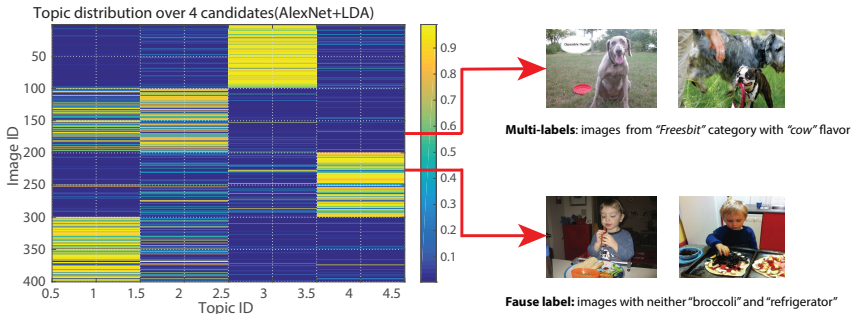 Topic distribution over 4 candidates(AlexNet+LDA)
50
100
150
200
250
300
350
400
Image ID
0.5 1 1.5 2 2.5 3 3.5 4 4.5
Topic ID
0.9
0.8
0.7
0.6
0.5
0.4
0.3
0.2
0.1
Multi-labels: images from "Freesbit" category with "cow" flavor
Fause label: images with neither "broccoli" and "refrigerator"